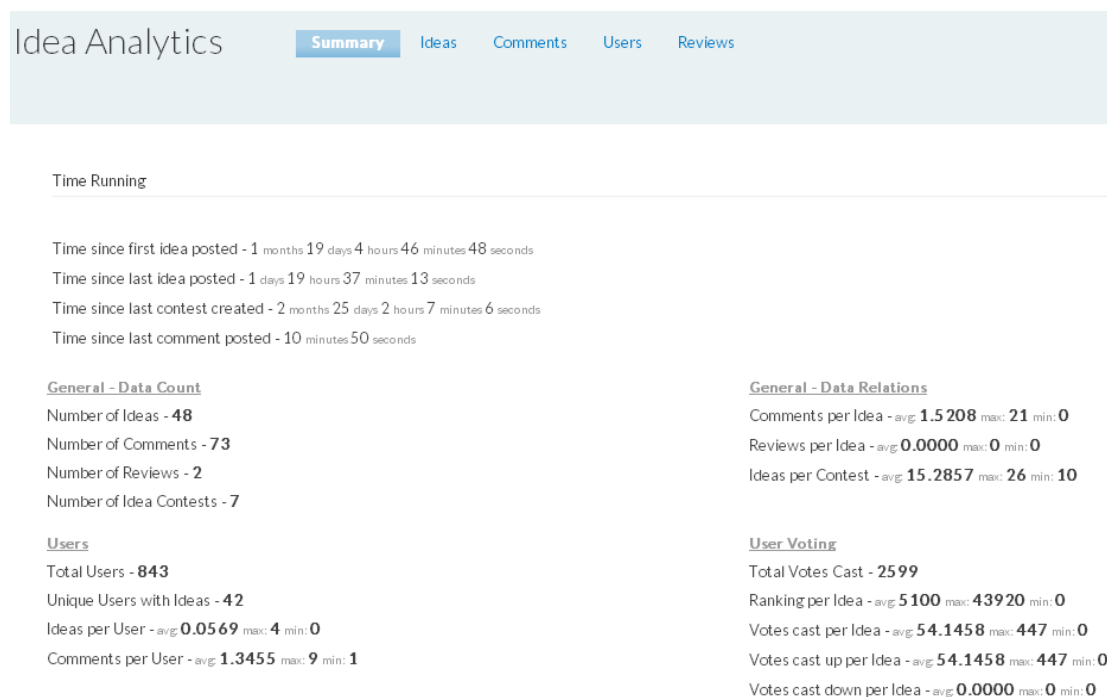 Idea Analytics
Summary Ideas Comments Users Reviews
Time Running
Time since first idea posted - 1 months 19 days 4 hours 46 minutes 48 seconds
Time since last idea posted - 1 days 19 hours 37 minutes 13 seconds
Time since last contest created - 2 months 25 days 2 hours 7 minutes 6 seconds
Time since last comment posted - 10 minutes 50 seconds
General - Data Count
Number of Ideas - 48
Number of Comments - 73
Number of Reviews - 2
Number of Idea Contests - 7
General - Data Relations
Comments per Idea - avg: 1.5208 max: 21 min: 0
Reviews per Idea - avg: 0.0000 max: 0 min: 0
Ideas per Contest - avg: 15.2857 max: 26 min: 10
Users
Total Users - 843
Unique Users with Ideas - 42
Ideas per User - avg: 0.0569 max: 4 min: 0
Comments per User - avg: 1.3455 max: 9 min: 1
User Voting
Total Votes Cast - 2599
Ranking per Idea - avg: 5100 max: 43920 min: 0
Votes cast per Idea - avg: 54.1458 max: 447 min: 0
Votes cast up per Idea - avg: 54.1458 max: 447 min: 0
Votes cast down per Idea - avg: 0.0000 max: 0 min: 0